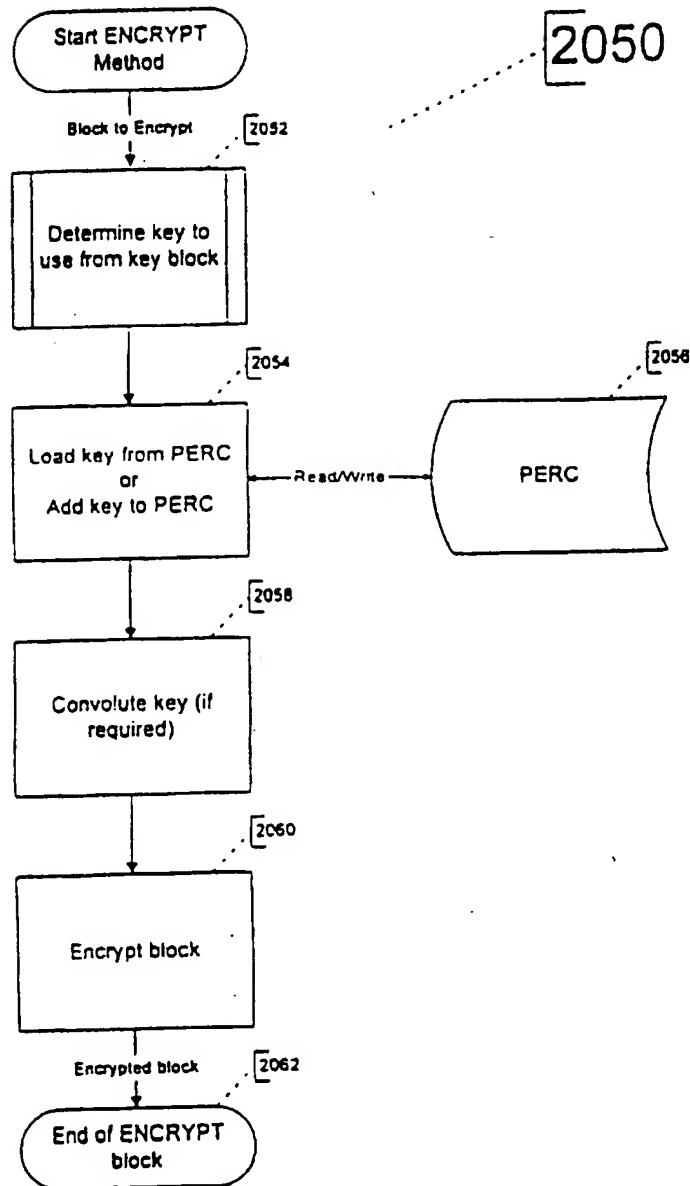 Start ENCRYPT
Method
2050
Block to Encrypt
2052
Determine key to
use from key block
2054
2056
Load key from PERC
or
Add key to PERC
Read/Write
PERC
2058
Convolute key (if
required)
2060
Encrypt block
Encrypted block
2062
End of ENCRYPT
block